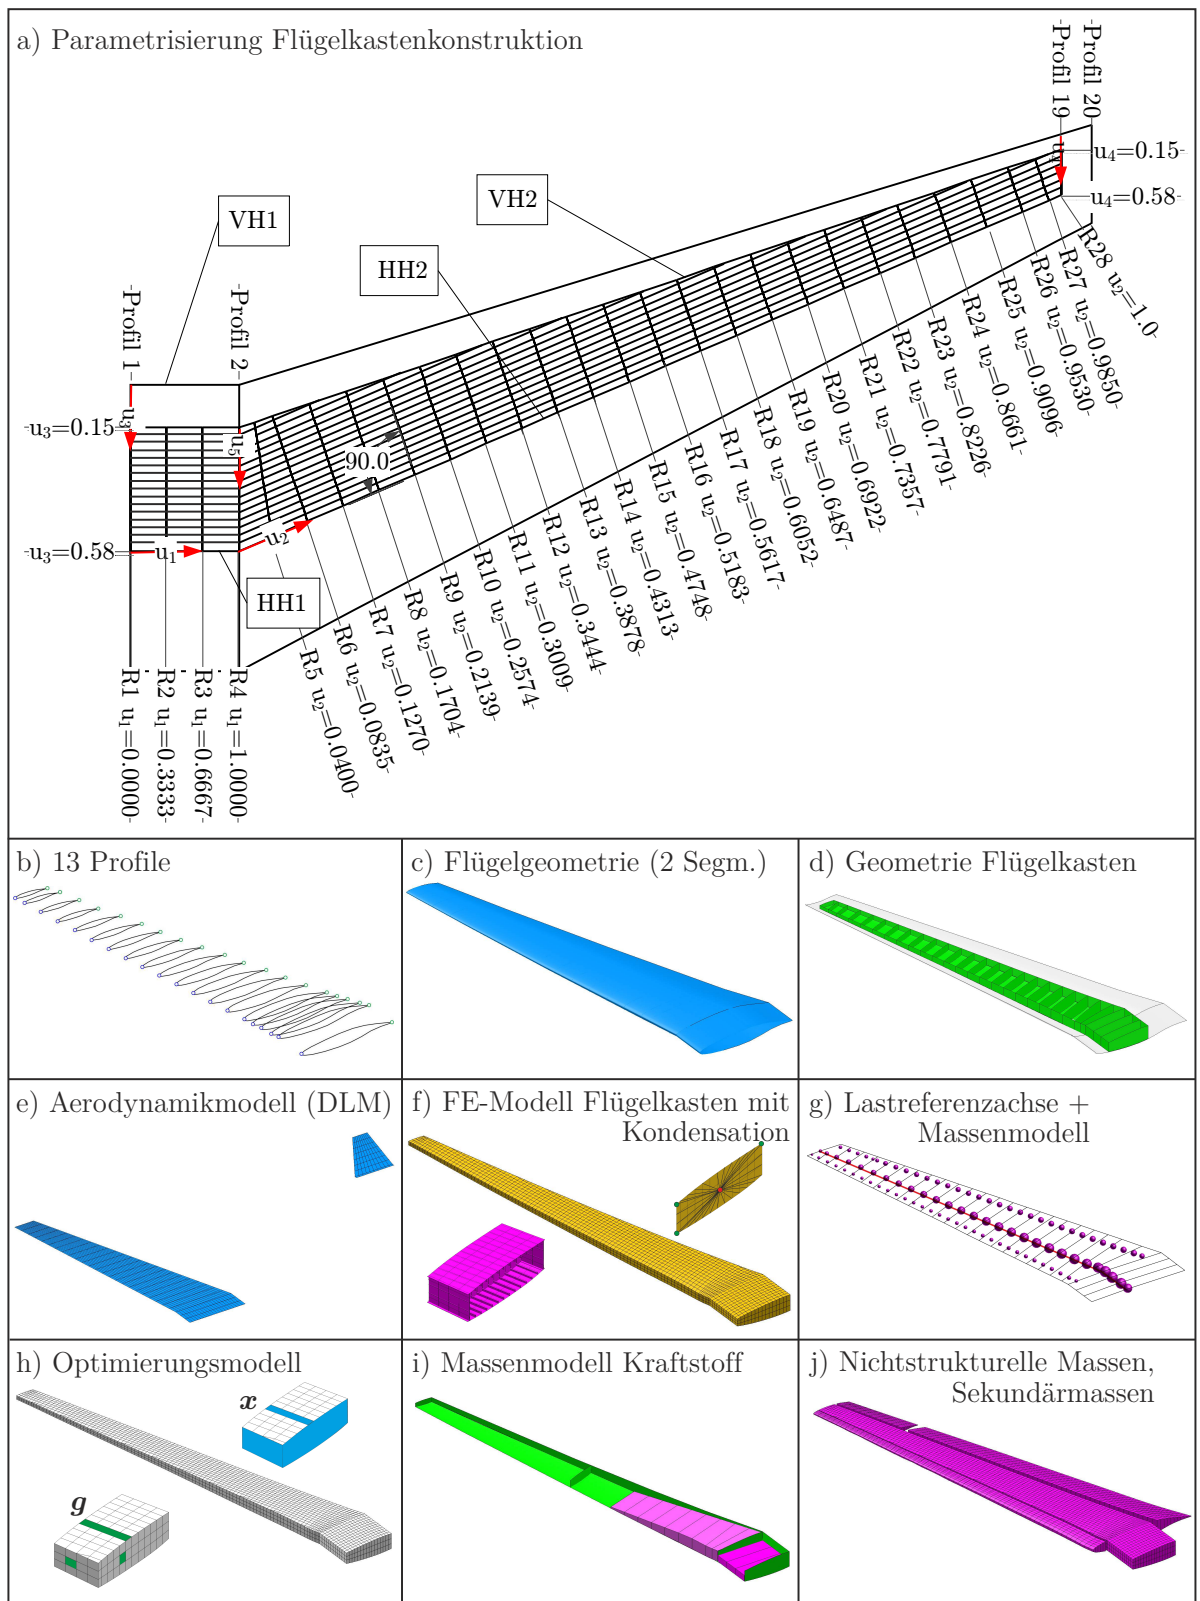 a) Parametrisierung Flügelkastenkonstruktion
-Profil 19
-Profil 20
u₄=0.15-
u₄=0.58-
VH1
VH2
HH2
-Profil 1-
-Profil 2-
u₃
u₅
-u₃=0.15-
-u₃=0.58-
u₁
u₂
90.0
HH1
R1 u₁=0.0000-
R2 u₁=0.3333-
R3 u₁=0.6667-
R4 u₁=1.0000-
R5 u₂=0.0400-
R6 u₂=0.0835-
R7 u₂=0.1270-
R8 u₂=0.1704-
R9 u₂=0.2139-
R10 u₂=0.2574-
R11 u₂=0.3009-
R12 u₂=0.3444-
R13 u₂=0.3878-
R14 u₂=0.4313-
R15 u₂=0.4748-
R16 u₂=0.5183-
R17 u₂=0.5617-
R18 u₂=0.6052-
R19 u₂=0.6487-
R20 u₂=0.6922-
R21 u₂=0.7357-
R22 u₂=0.7791-
R23 u₂=0.8226-
R24 u₂=0.8661-
R25 u₂=0.9096-
R26 u₂=0.9530-
R27 u₂=0.9850-
R28 u₂=1.0-
b) 13 Profile
c) Flügelgeometrie (2 Segm.)
d) Geometrie Flügelkasten
e) Aerodynamikmodell (DLM)
f) FE-Modell Flügelkasten mit
Kondensation
g) Lastreferenzachse +
Massenmodell
h) Optimierungsmodell
x
g
i) Massenmodell Kraftstoff
j) Nichtstrukturelle Massen,
Sekundärmassen